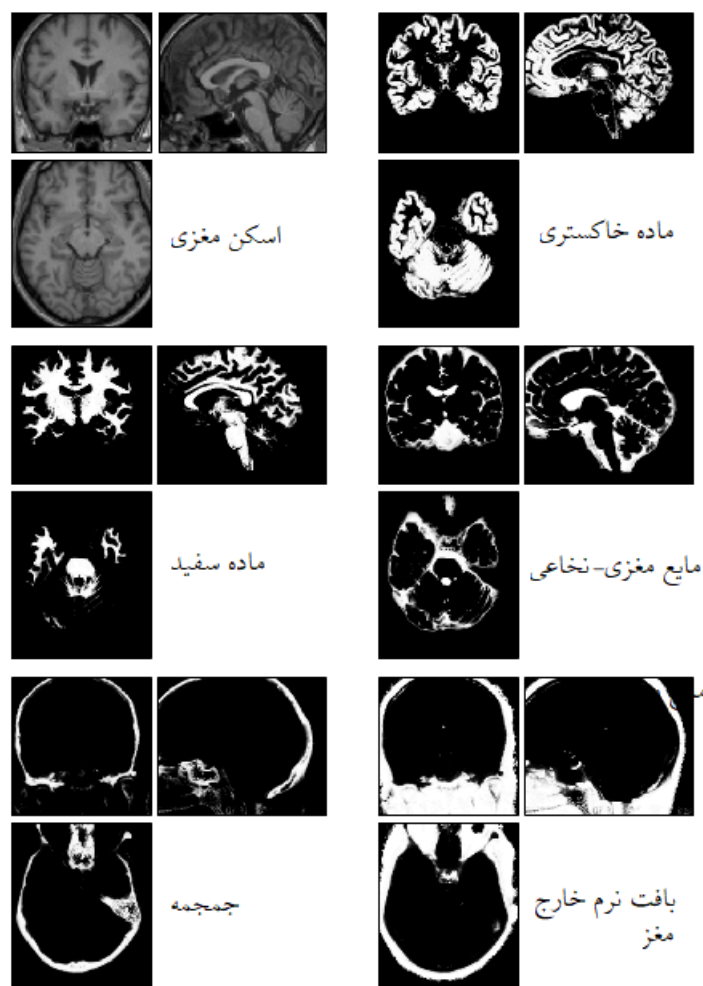 اسکن مغزی
ماده خاکستری
ماده سفید
مایع مغزی-نخاعی
جمجمه
بافت نرم خارج
مغز